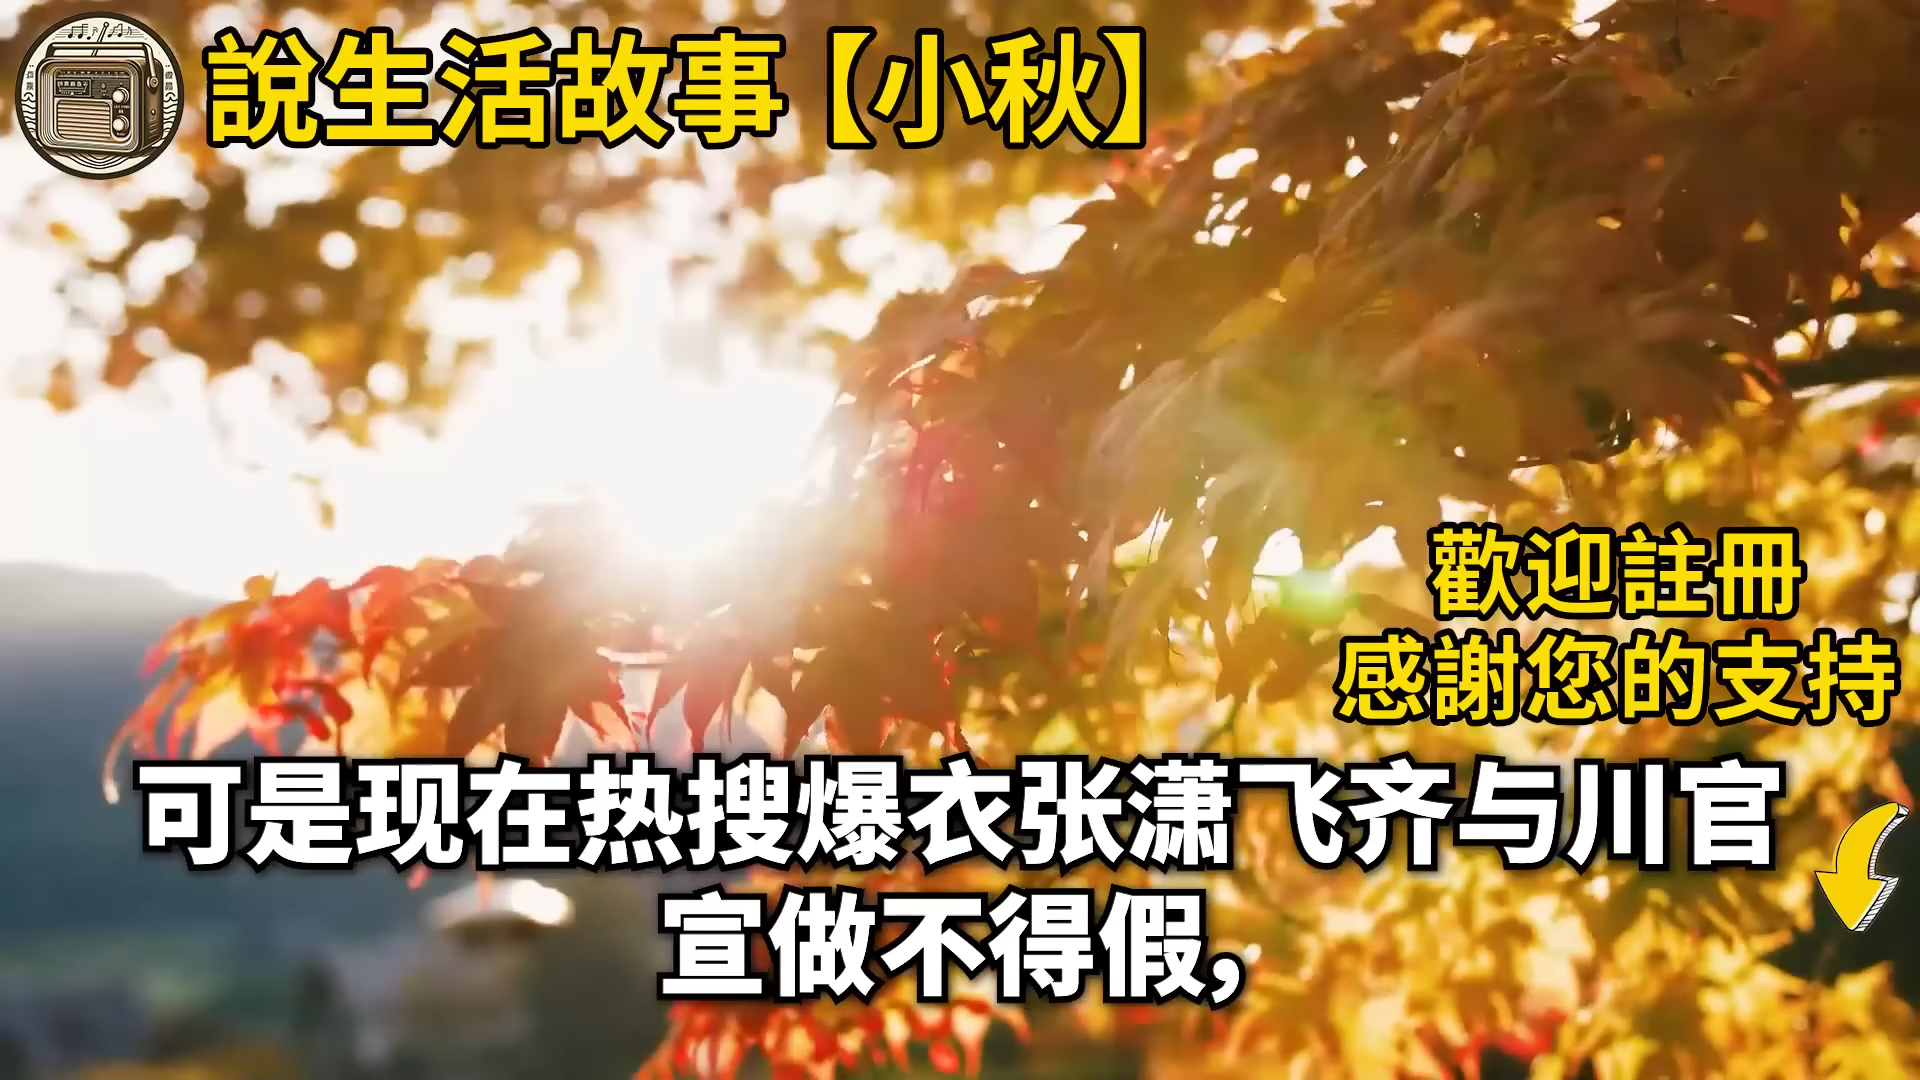 說生活故事【小秋】
歡迎註冊
感謝您的支持
可是现在热搜爆衣张潇飞齐与川官
宣做不得假,